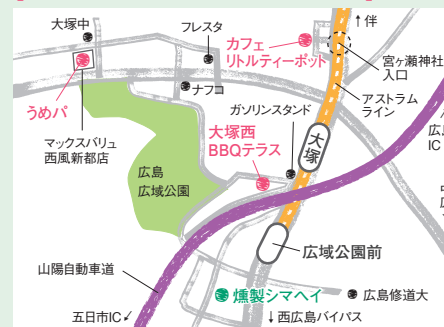 大塚中
フレスタ
カフェ
リトルティーポット
↑伴
宮ヶ瀬神社
入口
うめパ
ナフコ
アストラム
ライン
マックスバリュ
西風新都店
ガソリンスタンド
大塚西
BBQテラス
大塚
IC
広島
広域公園
広域公園前
山陽自動車道
燻製シマヘイ
広島修道大
五日市IC↙
↓西広島バイパス